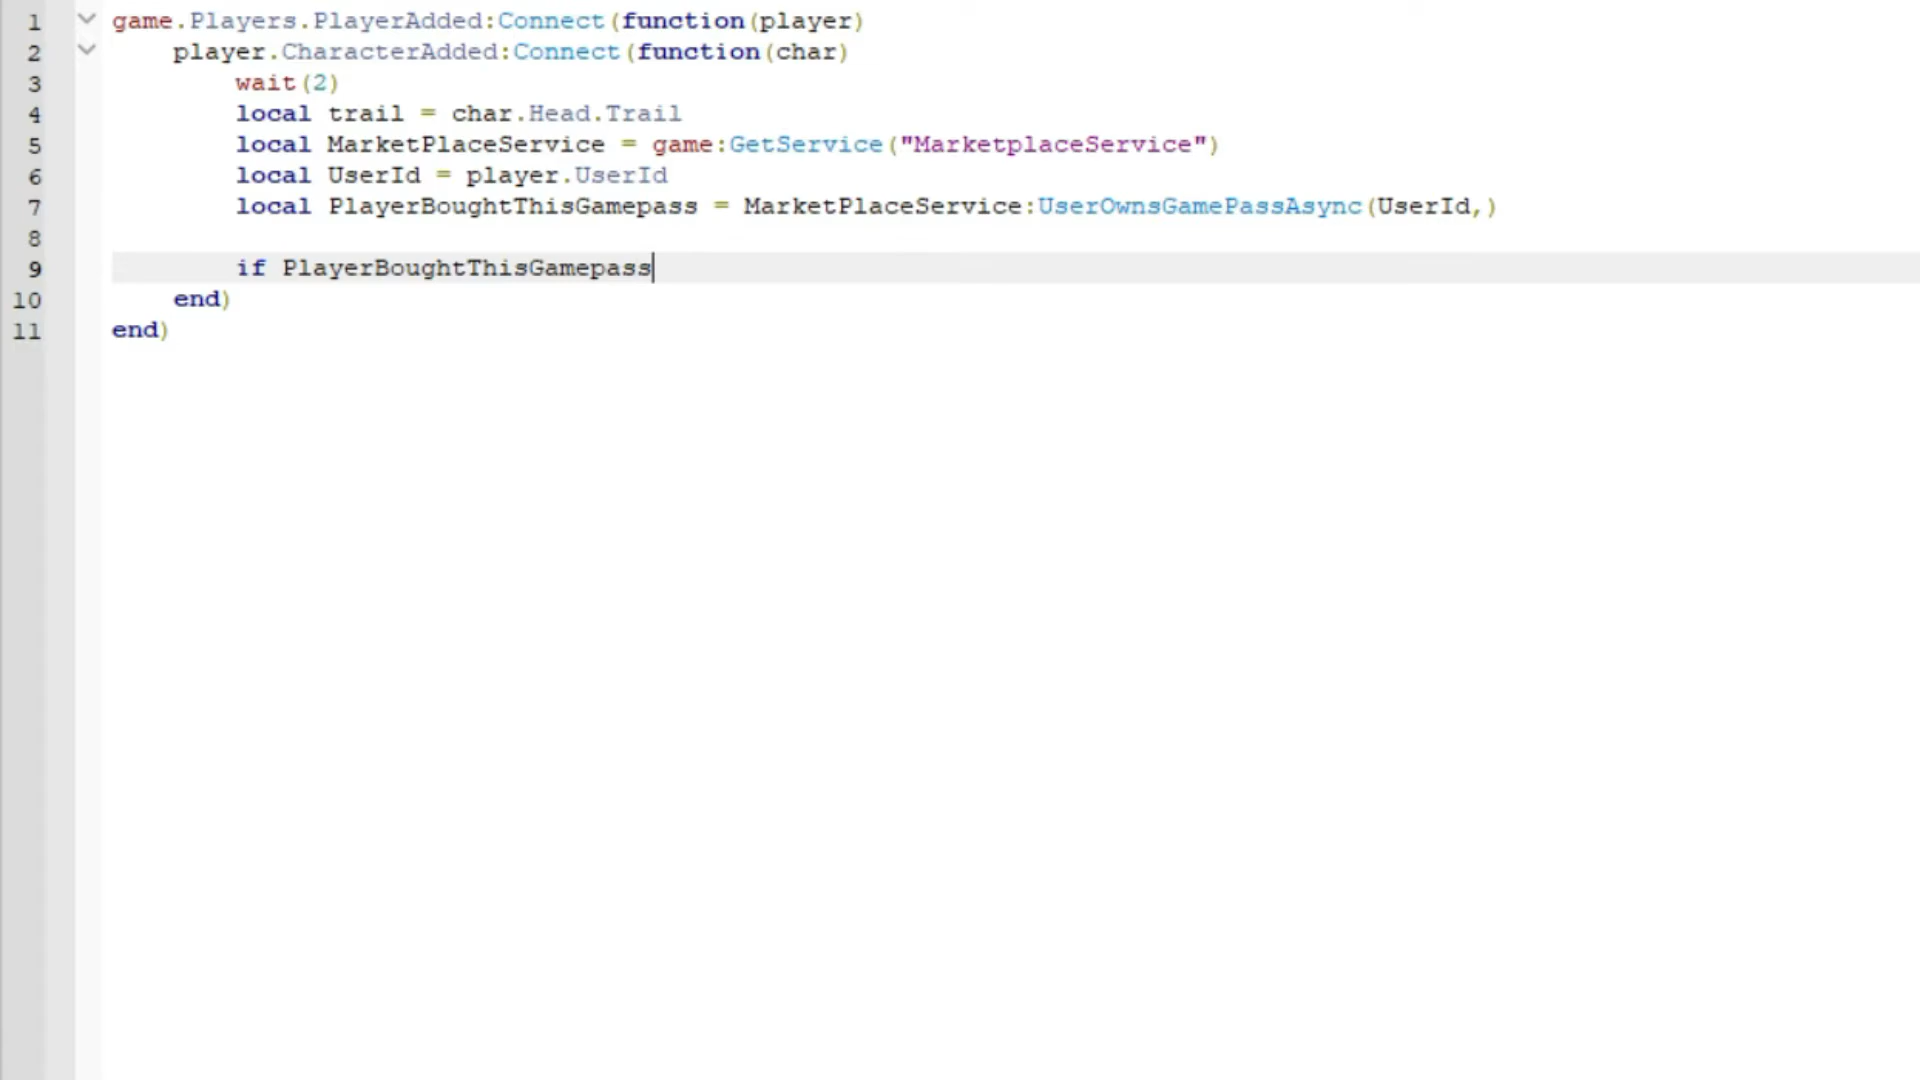 1 game.Players.PlayerAdded:Connect(function(player)
2 player.CharacterAdded:Connect(function(char)
3 wait(2)
4 local trail = char.Head.Trail
5 local MarketPlaceService = game:GetService("MarketplaceService")
6 local UserId = player.UserId
7 local PlayerBoughtThisGamepass = MarketPlaceService:UserOwnsGamePassAsync(UserId,)
8
9 if PlayerBoughtThisGamepass
10 end)
11 end)